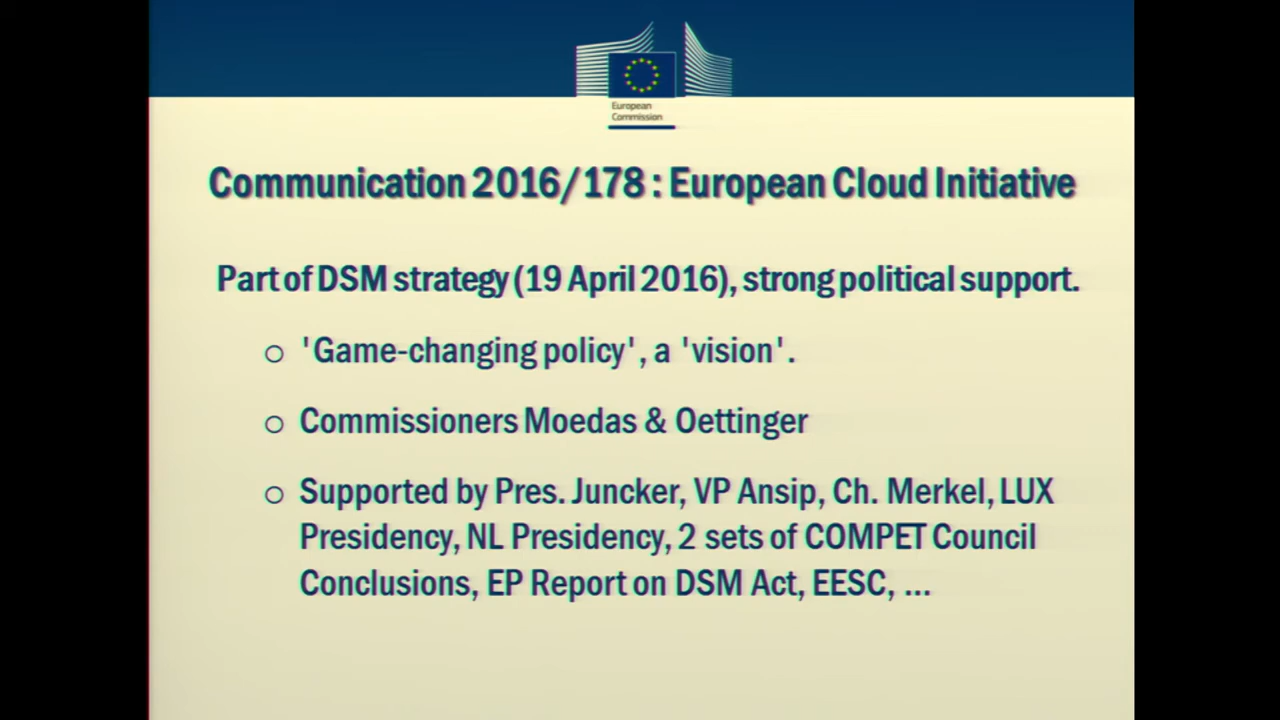 European
Commission
Communication 2016/178 : European Cloud Initiative
Part of DSM strategy (19 April 2016), strong political support.
'Game-changing policy', a 'vision'.
Commissioners Moedas & Oettinger
Supported by Pres. Juncker, VP Ansip, Ch. Merkel, LUX
Presidency, NL Presidency, 2 sets of COMPET Council
Conclusions, EP Report on DSM Act, EESC, ...